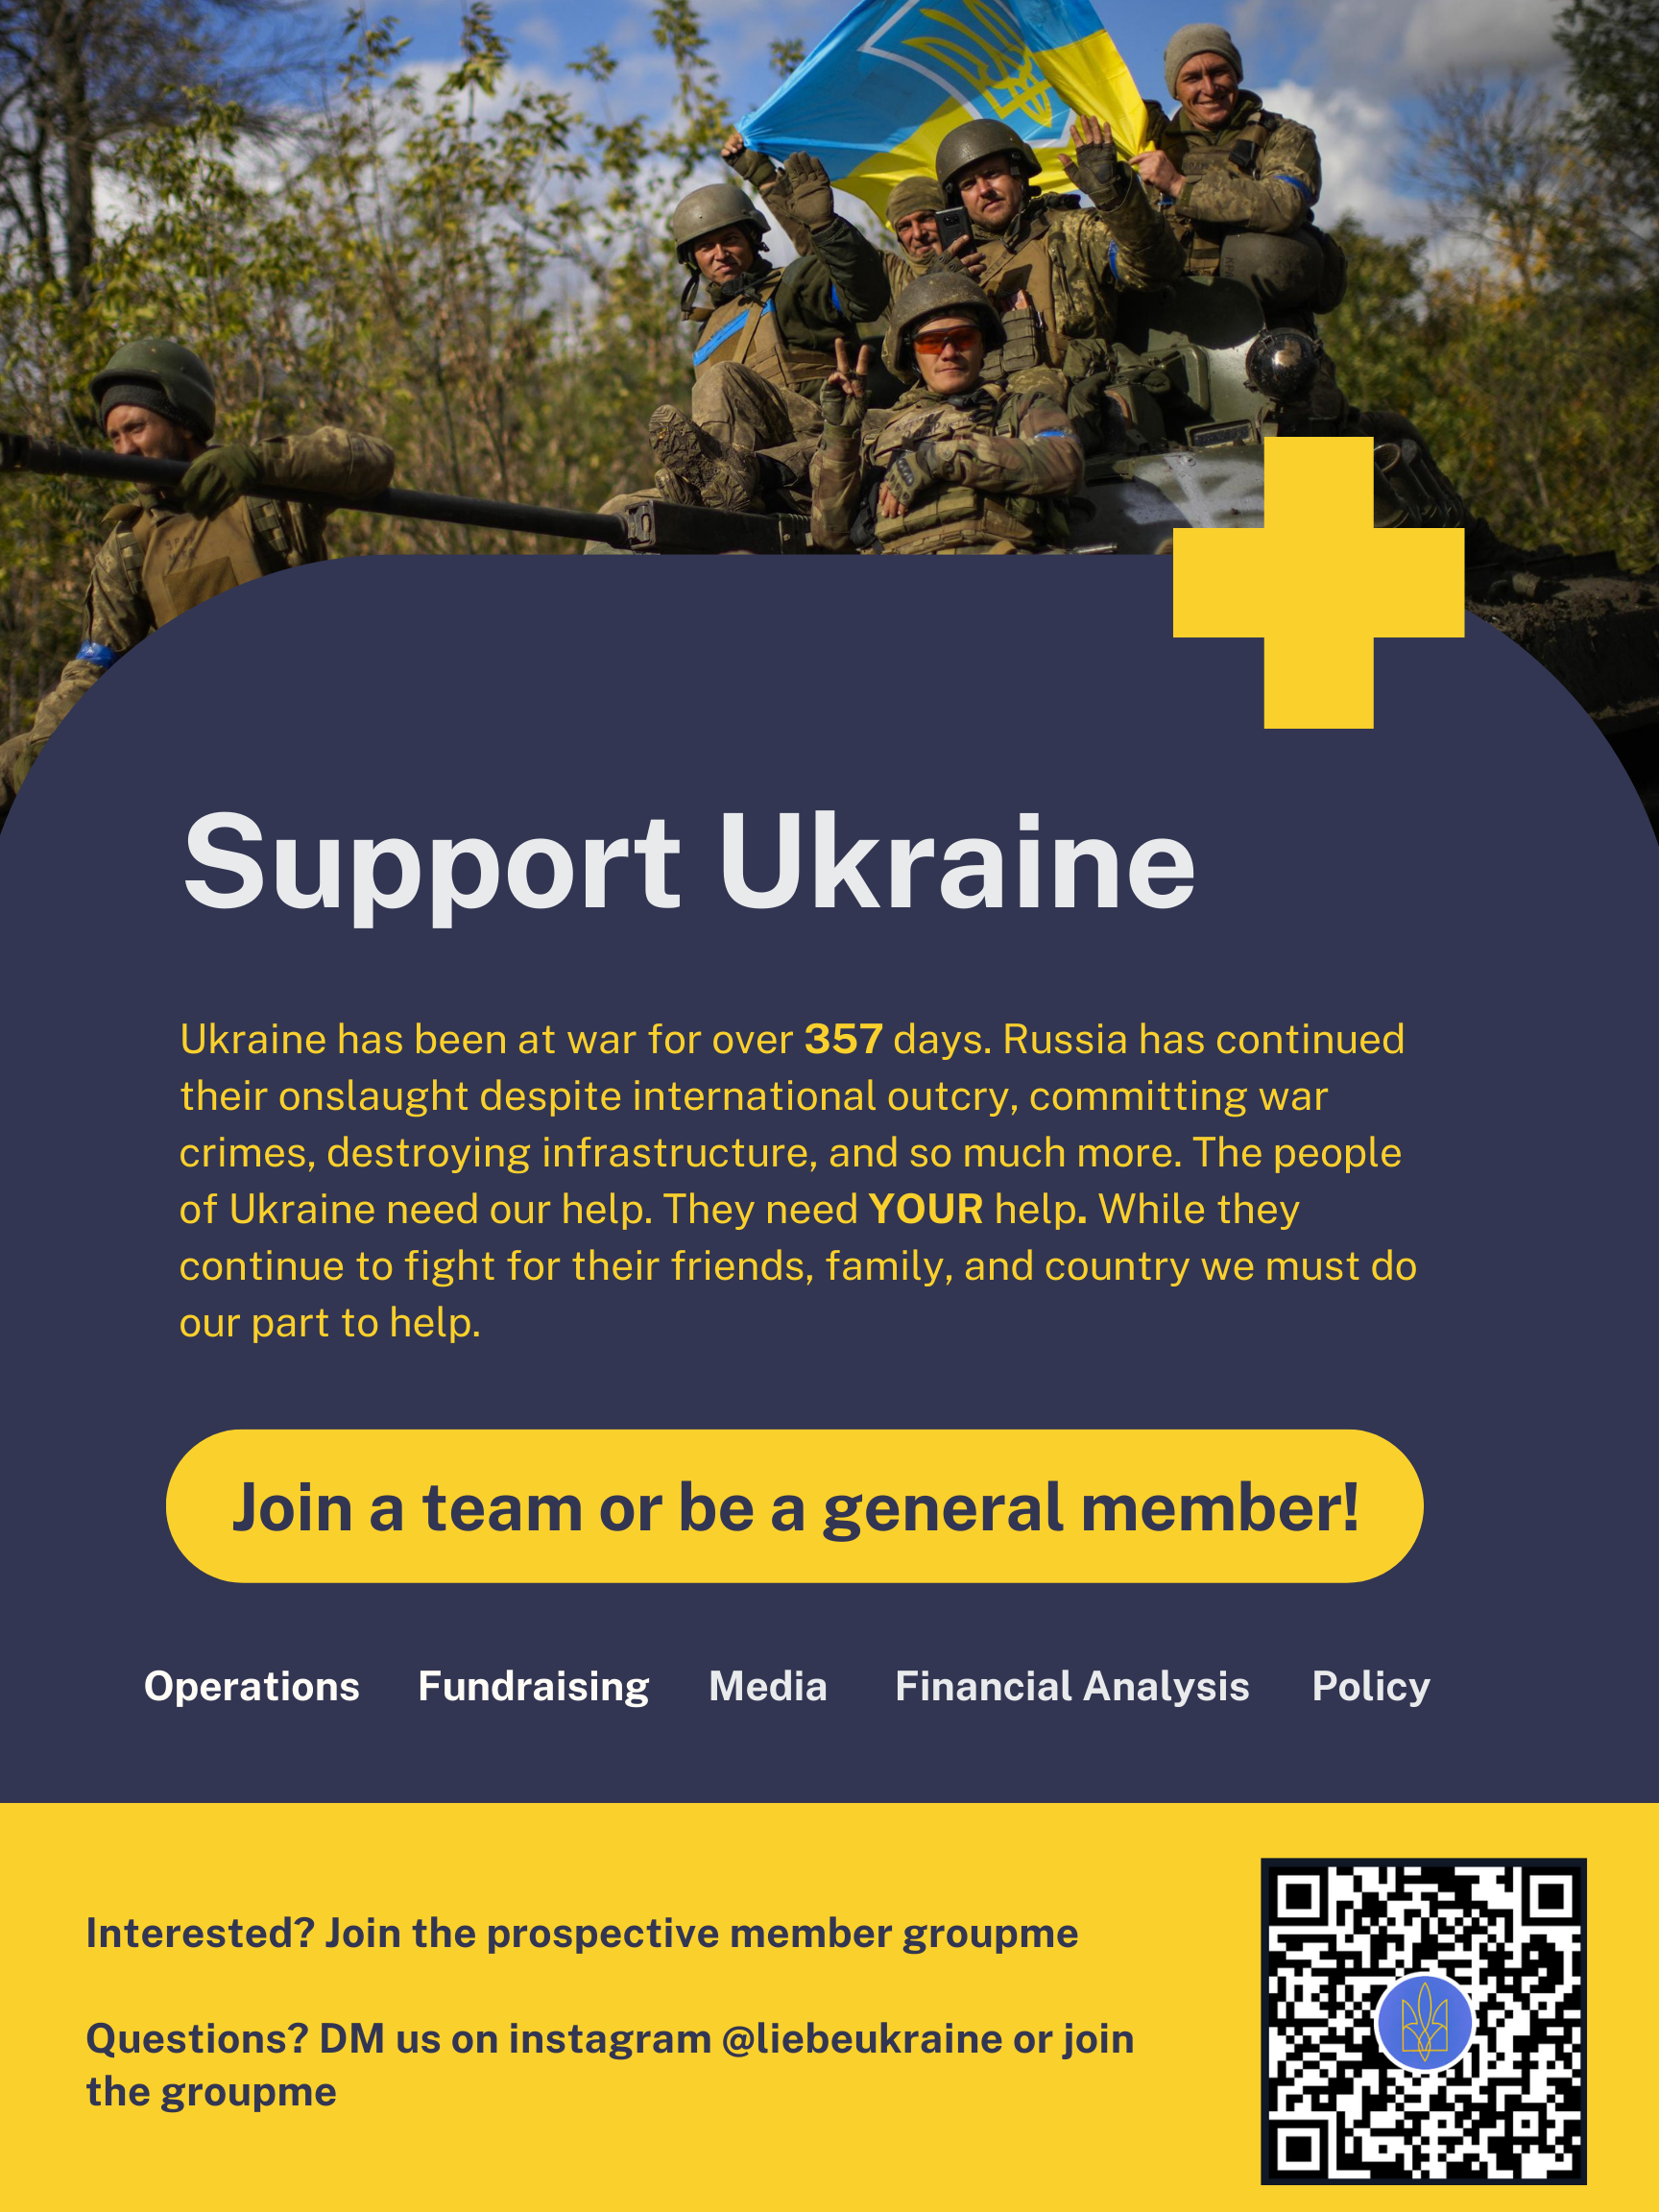 Support Ukraine
Ukraine has been at war for over 357 days. Russia has continued
their onslaught despite international outcry, committing war
crimes, destroying infrastructure, and so much more. The people
of Ukraine need our help. They need YOUR help. While they
continue to fight for their friends, family, and country we must do
our part to help.
Join a team or be a general member!
Operations Fundraising Media Financial Analysis Policy
Interested? Join the prospective member groupme
Questions? DM us on instagram @liebeukraine or join
the groupme